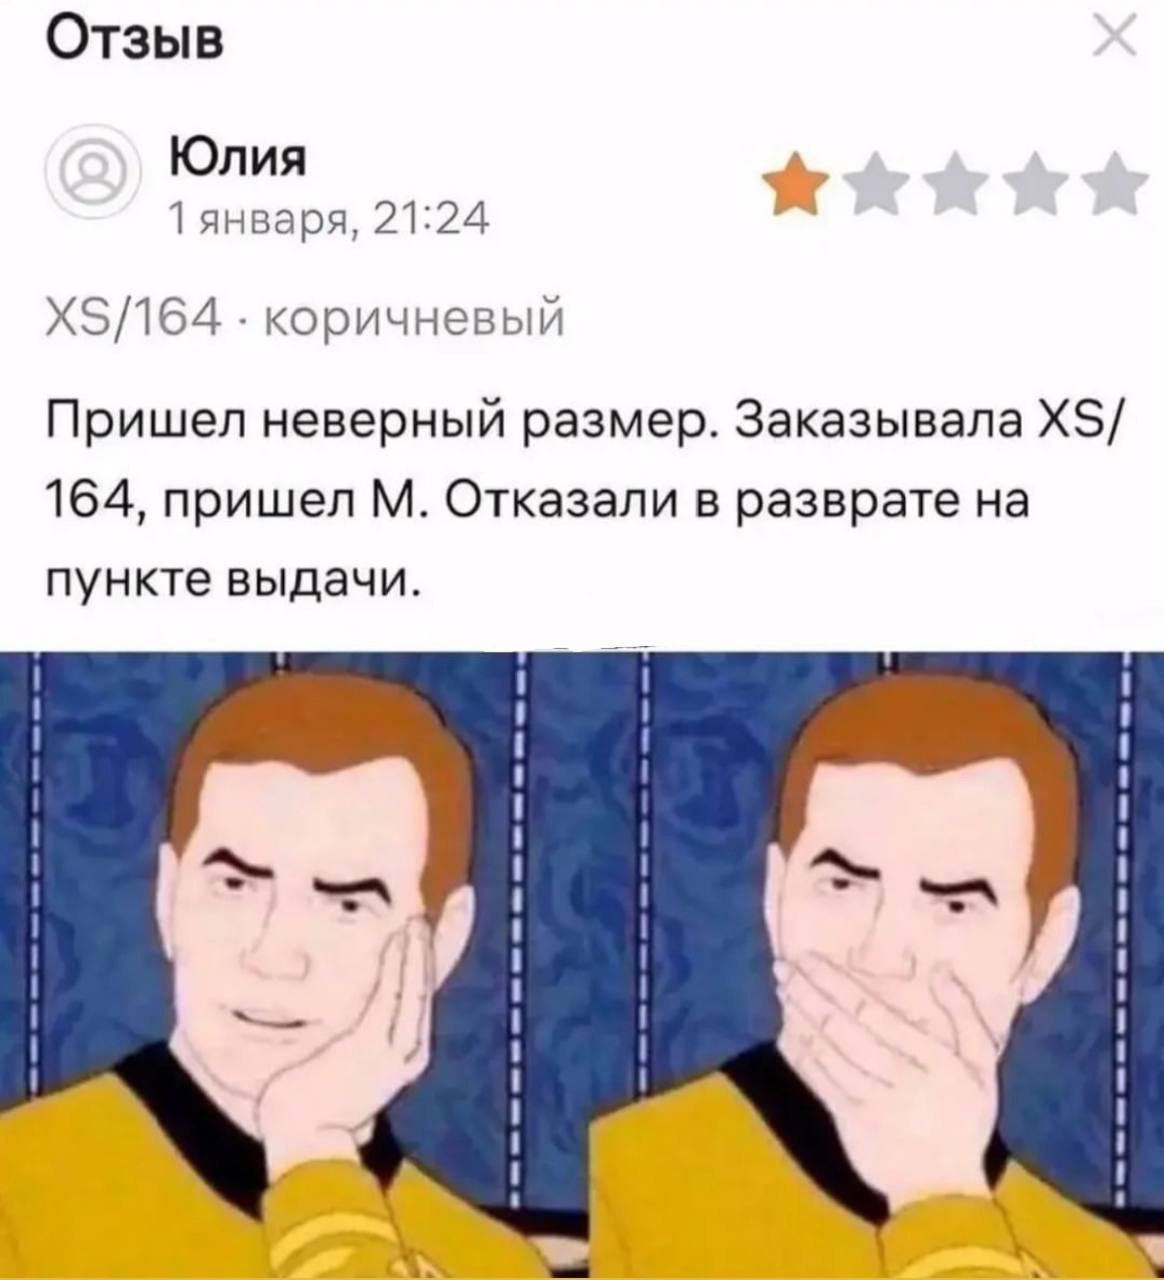 Отзыв
Юлия
1 января, 21:24
XS/164 · коричневый
Пришел неверный размер. Заказывала XS/
164, пришел М. Отказали в разврате на
пункте выдачи.